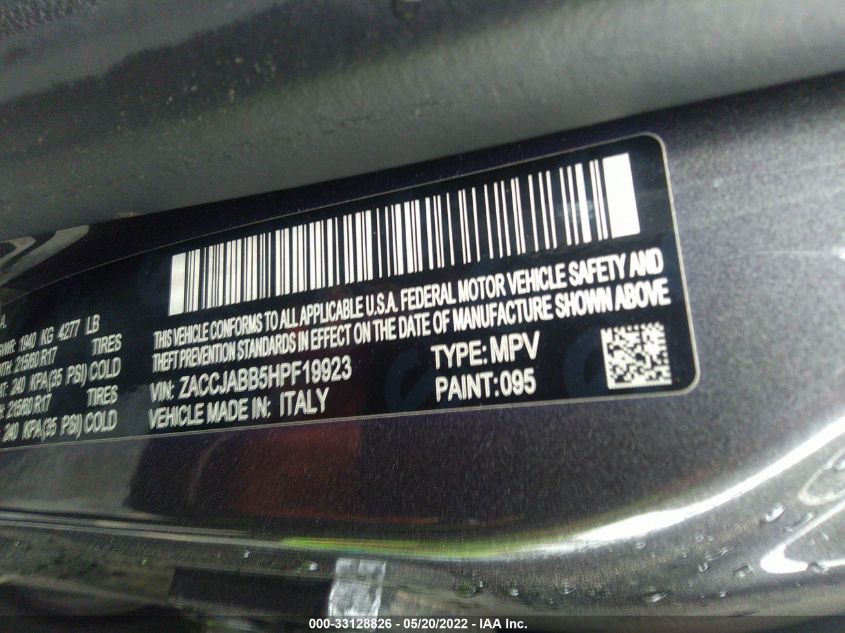 THIS VEHICLE CONFORMS TO ALL APPLICABLE U.S.A. FEDERAL MOTOR VEHICLE SAFETY AND
THEFT PREVENTION STANDARDS IN EFFECT ON THE DATE OF MANUFACTURE SHOWN ABOVE
VIN: ZACCJABB5HPF19923 TYPE: MPV
VEHICLE MADE IN: ITALY PAINT: 095
1940 KG 4277 LB
TIRES
215/60 R17
240 KPA (35 PSI) COLD
TIRES
215/60 R17
240 KPA (35 PSI) COLD
000-33128826 - 05/20/2022 - IAA Inc.